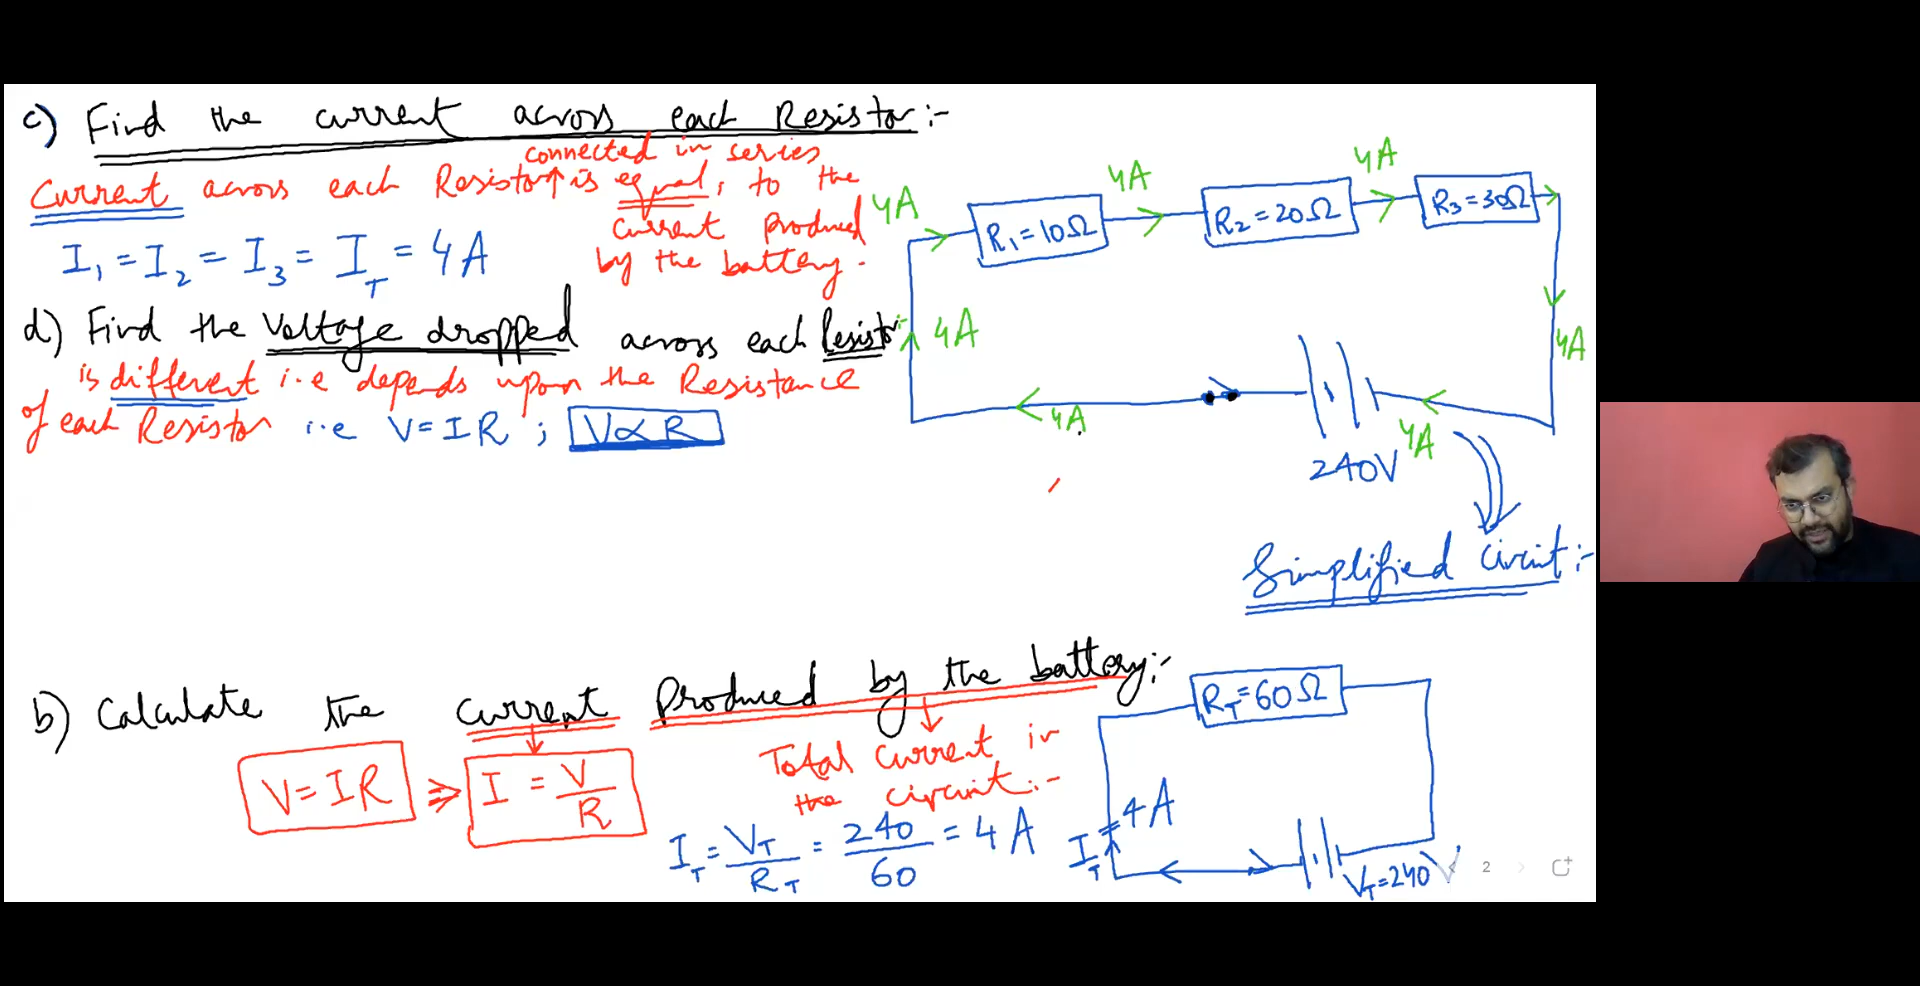 c) Find the current across each Resistor:-
connected in series
Current across each Resistor is equal, to the
current produced
by the battery.
I₁ = I₂ = I₃ = I_T = 4A
d) Find the Voltage dropped across each Resistor:-
is different i.e depends upon the Resistance
of each Resistor i.e V=IR ; V∝R
4A
R₁=10Ω
4A
R₂=20Ω
4A
R₃=30Ω
4A
4A
4A
4A
240V
Simplified Circuit:-
b) Calculate the current Produced by the battery:-
V=IR ⇒ I = V/R
Total current in
the circuit:-
I_T = V_T/R_T = 240/60 = 4A
R_T=60Ω
4A
I_T
V_T=240V
2